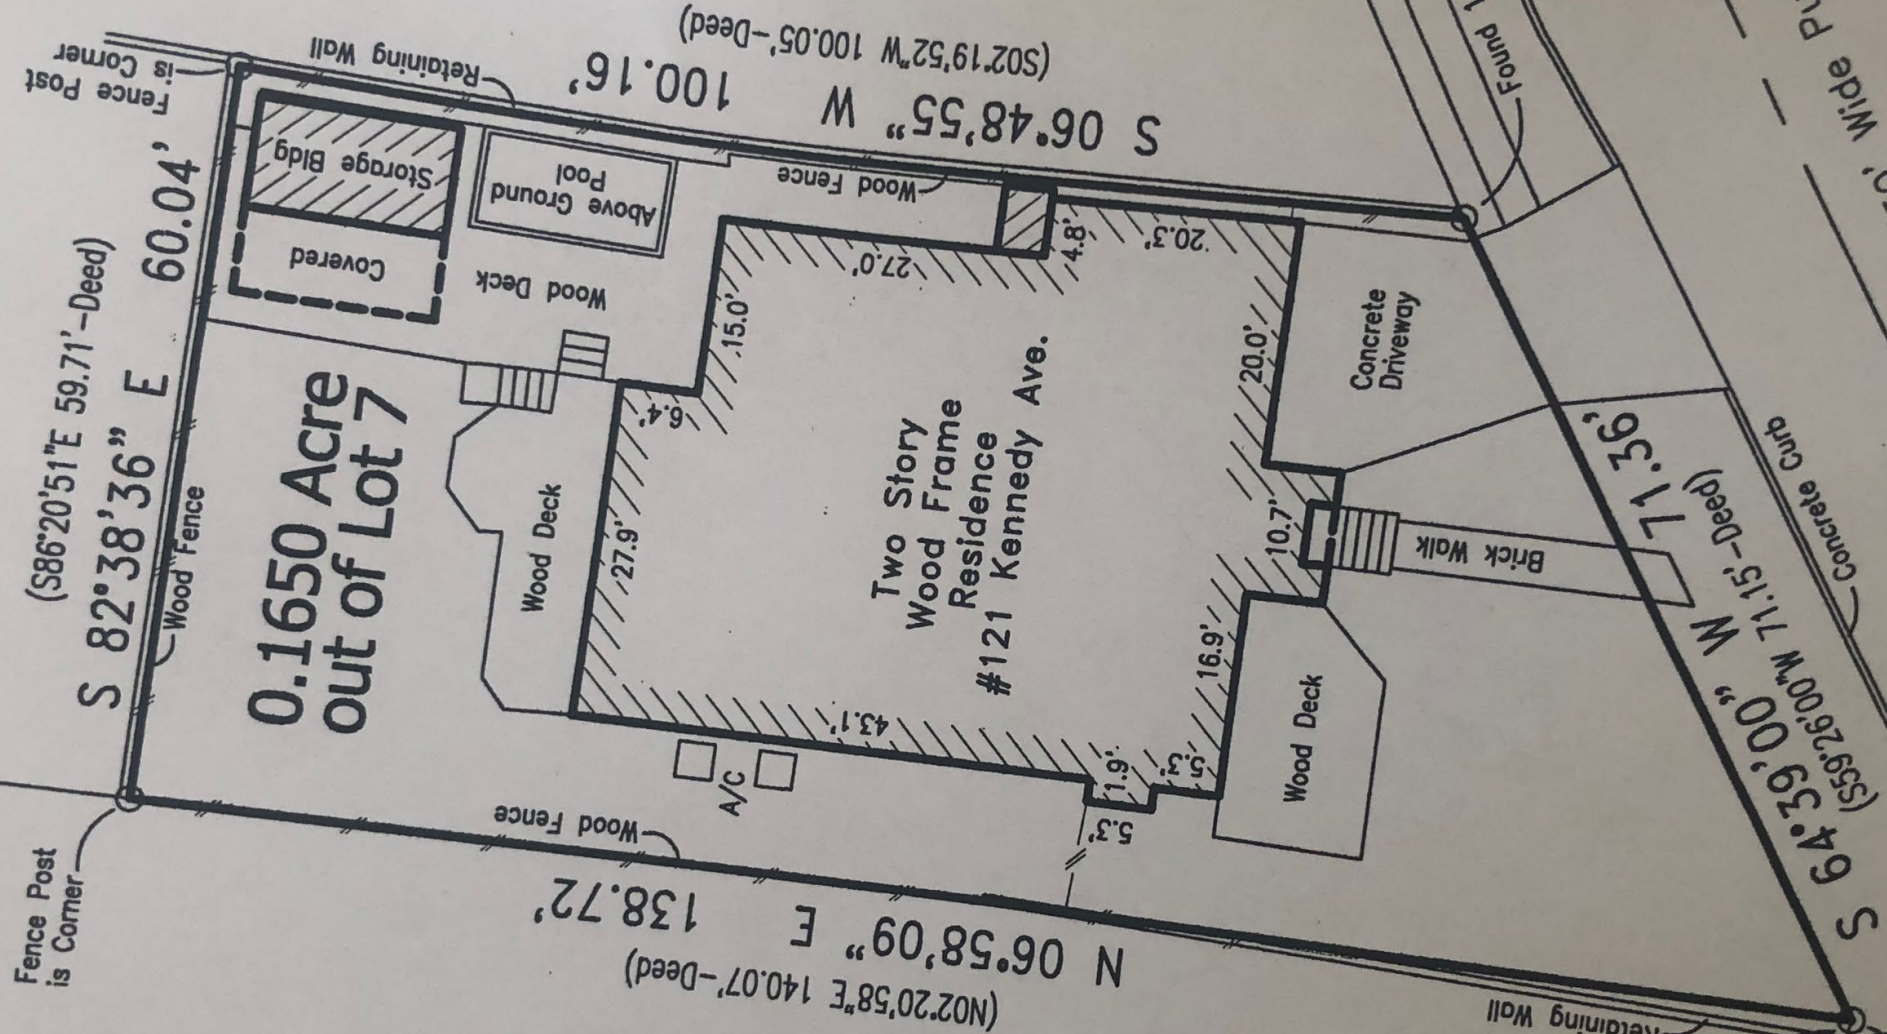 (S02°19'52"W 100.05'-Deed)
S 06°48'55" W 100.16'
Retaining Wall
Fence Post
is Corner
Storage Bldg
Covered
Above Ground
Pool
Wood Deck
Wood Fence
Found 1
Wide Pu
(S86°20'51"E 59.71'-Deed)
S 82°38'36" E 60.04'
Wood Fence
0.1650 Acre
out of Lot 7
Wood Deck
15.0'
27.0'
4.8'
20.3'
6.4'
27.9'
20.0'
10.7'
16.9'
43.1'
1.9'
5.3'
5.3'
Two Story
Wood Frame
Residence
#121 Kennedy Ave.
Concrete
Driveway
Brick Walk
Wood Deck
Concrete Curb
S 64°39'00" W 71.36'
(S59°26'00"W 71.15'-Deed)
A/C
Wood Fence
Fence Post
is Corner
N 06°58'09" E 138.72'
(N02°20'58"E 140.07'-Deed)
Retaining Wall